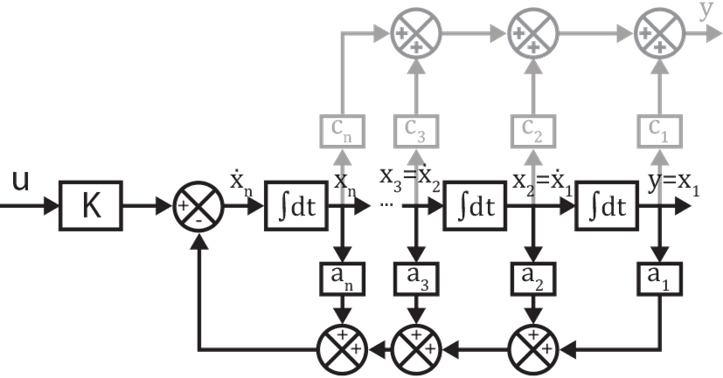 y
+ + + + + +
cₙ c₃ c₂ c₁
u K + - ẋₙ ∫dt xₙ ... x₃=ẋ₂ ∫dt x₂=ẋ₁ ∫dt y=x₁
aₙ a₃ a₂ a₁
+ + + + + +